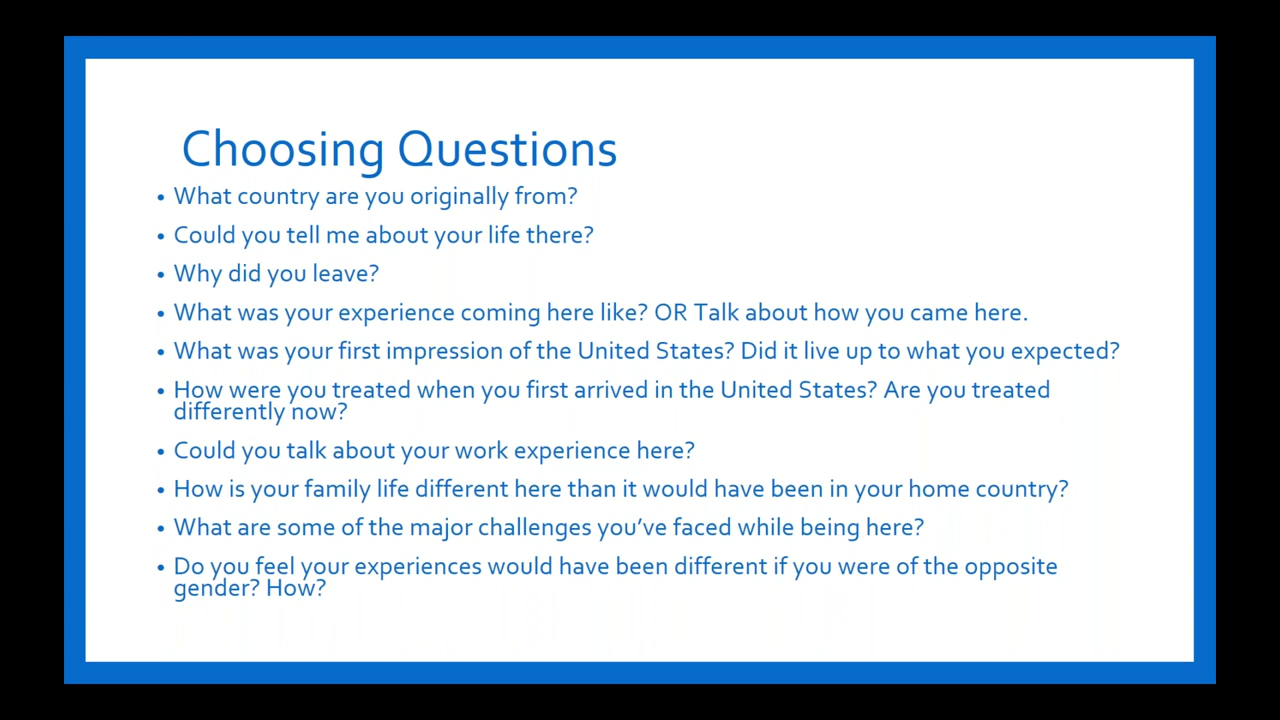 Choosing Questions
• What country are you originally from?
• Could you tell me about your life there?
• Why did you leave?
• What was your experience coming here like? OR Talk about how you came here.
• What was your first impression of the United States? Did it live up to what you expected?
• How were you treated when you first arrived in the United States? Are you treated
differently now?
• Could you talk about your work experience here?
• How is your family life different here than it would have been in your home country?
• What are some of the major challenges you’ve faced while being here?
• Do you feel your experiences would have been different if you were of the opposite
gender? How?